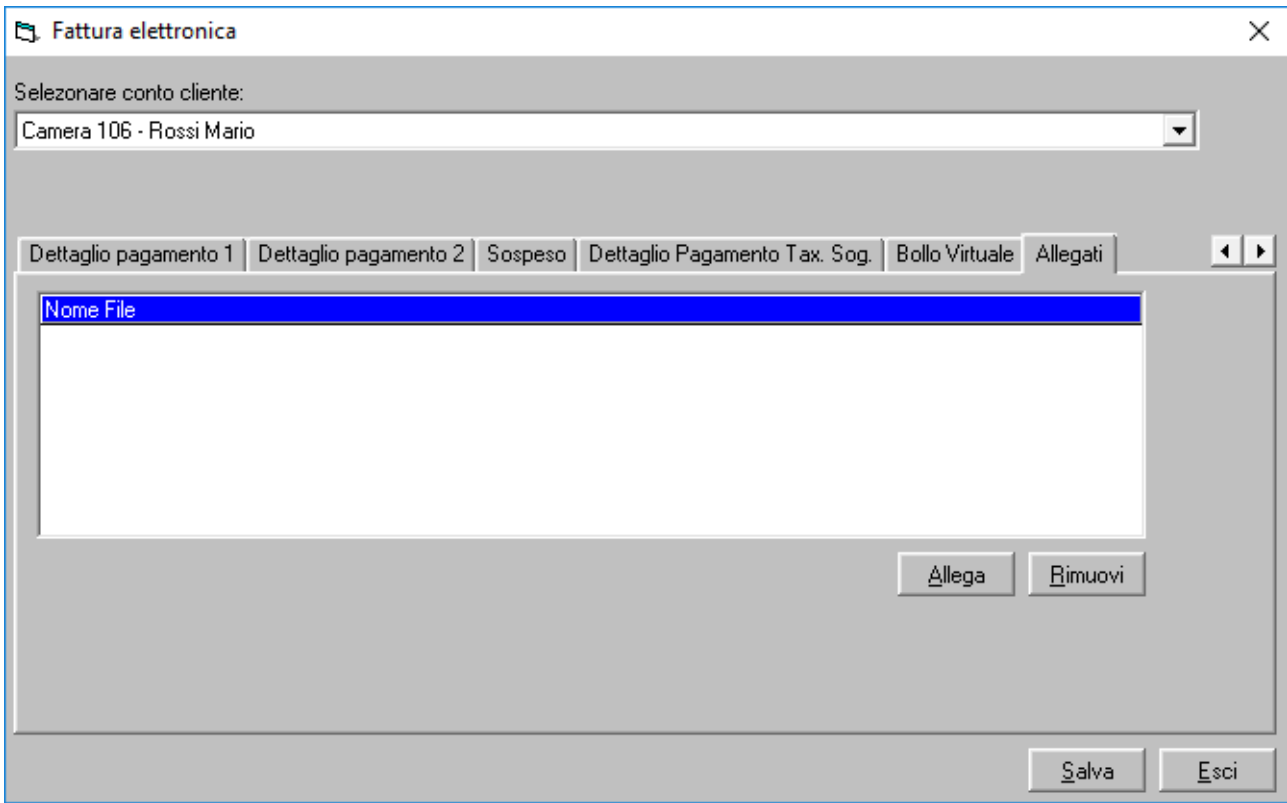 Fattura elettronica
Selezonare conto cliente:
Camera 106 - Rossi Mario
Dettaglio pagamento 1 Dettaglio pagamento 2 Sospeso Dettaglio Pagamento Tax. Sog. Bollo Virtuale Allegati
Nome File
Allega Rimuovi
Salva Esci